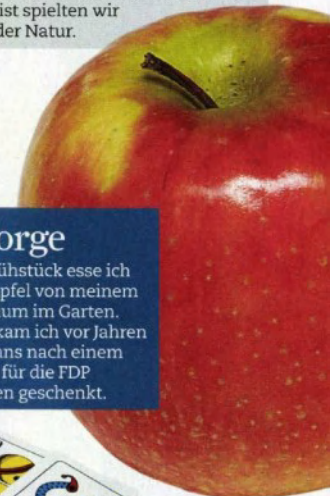 ist spielten wir
der Natur.
orge
ühstück esse ich
pfel von meinem
um im Garten.
kam ich vor Jahren
ans nach einem
für die FDP
en geschenkt.